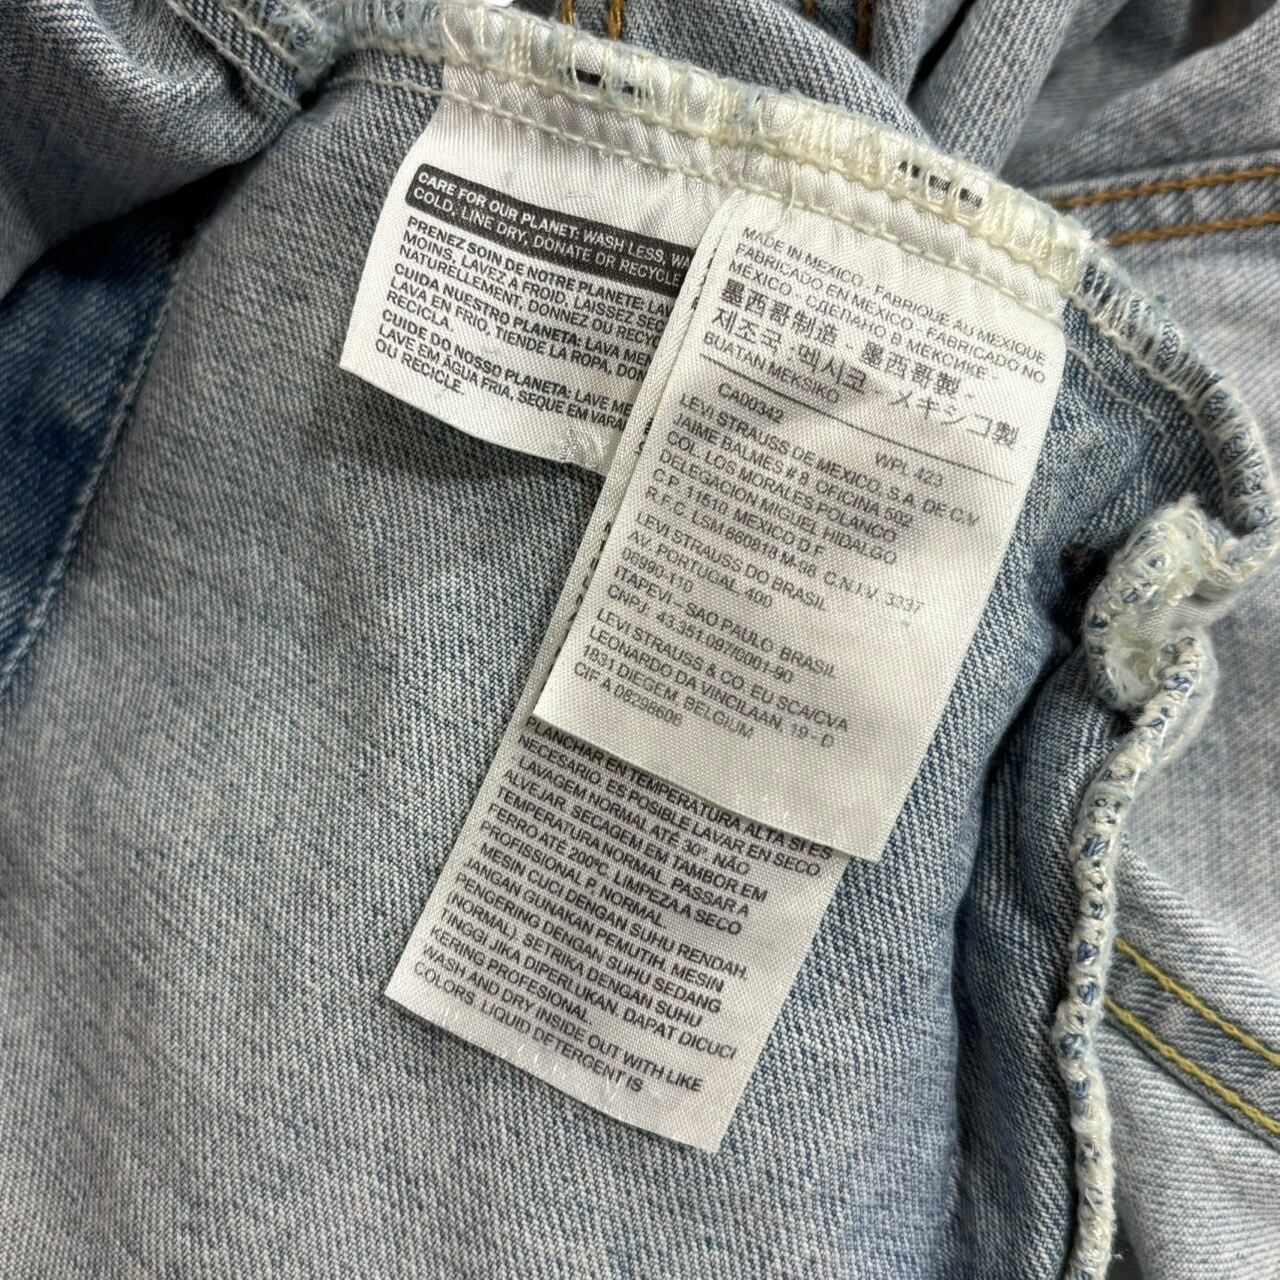 CARE FOR OUR PLANET: WASH LESS, WA
COLD, LINE DRY, DONATE OR RECYCLE
PRENEZ SOIN DE NOTRE PLANETE: LAV
MOINS, LAVEZ A FROID, LAISSEZ SEC
NATURELLEMENT, DONNEZ OU RECYC
CUIDA NUESTRO PLANETA: LAVA ME
LAVA EN FRIO, TIENDE LA ROPA, DON
RECICLA.
CUIDE DO NOSSO PLANETA: LAVE ME
LAVE EM AGUA FRIA, SEQUE EM VARA
OU RECICLE.
MADE IN MEXICO - FABRIQUE AU MEXIQUE
FABRICADO EN MÉXICO - FABRICADO NO
MÉXICO - СДЕЛАНО В МЕКСИКЕ -
墨西哥制造 - 墨西哥製 -
제조국 : 멕시코 - メキシコ製
BUATAN MEKSIKO
CA00342 WPL 423
LEVI STRAUSS DE MEXICO, S.A. DE C.V.
JAIME BALMES # 8, OFICINA 502
COL. LOS MORALES POLANCO
DELEGACION MIGUEL HIDALGO
C.P. 11510 MEXICO D.F.
R.F.C. LSM-660818 M-98 C.N.I.V. 3337
LEVI STRAUSS DO BRASIL
AV. PORTUGAL 400
06690-110
ITAPEVI - SAO PAULO BRASIL
CNPJ: 43.351.097/0001-90
LEVI STRAUSS & CO. EU SCA/CVA
LEONARDO DA VINCILAAN, 19 - D
1831 DIEGEM, BELGIUM
CIF A 08298608
PLANCHAR EN TEMPERATURA ALTA SI ES
NECESARIO. ES POSIBLE LAVAR EN SECO
LAVAGEM NORMAL ATÉ 30º. NÃO
ALVEJAR. SECAGEM EM TAMBOR EM
TEMPERATURA NORMAL. PASSAR A
FERRO ATÉ 200ºC. LIMPEZA A SECO
PROFISSIONAL P, NORMAL.
MESIN CUCI DENGAN SUHU RENDAH.
JANGAN GUNAKAN PEMUTIH. MESIN
PENGERING DENGAN SUHU SEDANG
(NORMAL). SETRIKA DENGAN SUHU
TINGGI JIKA DIPERLUKAN. DAPAT DICUCI
KERING PROFESIONAL
WASH AND DRY INSIDE OUT WITH LIKE
COLORS. LIQUID DETERGENT IS